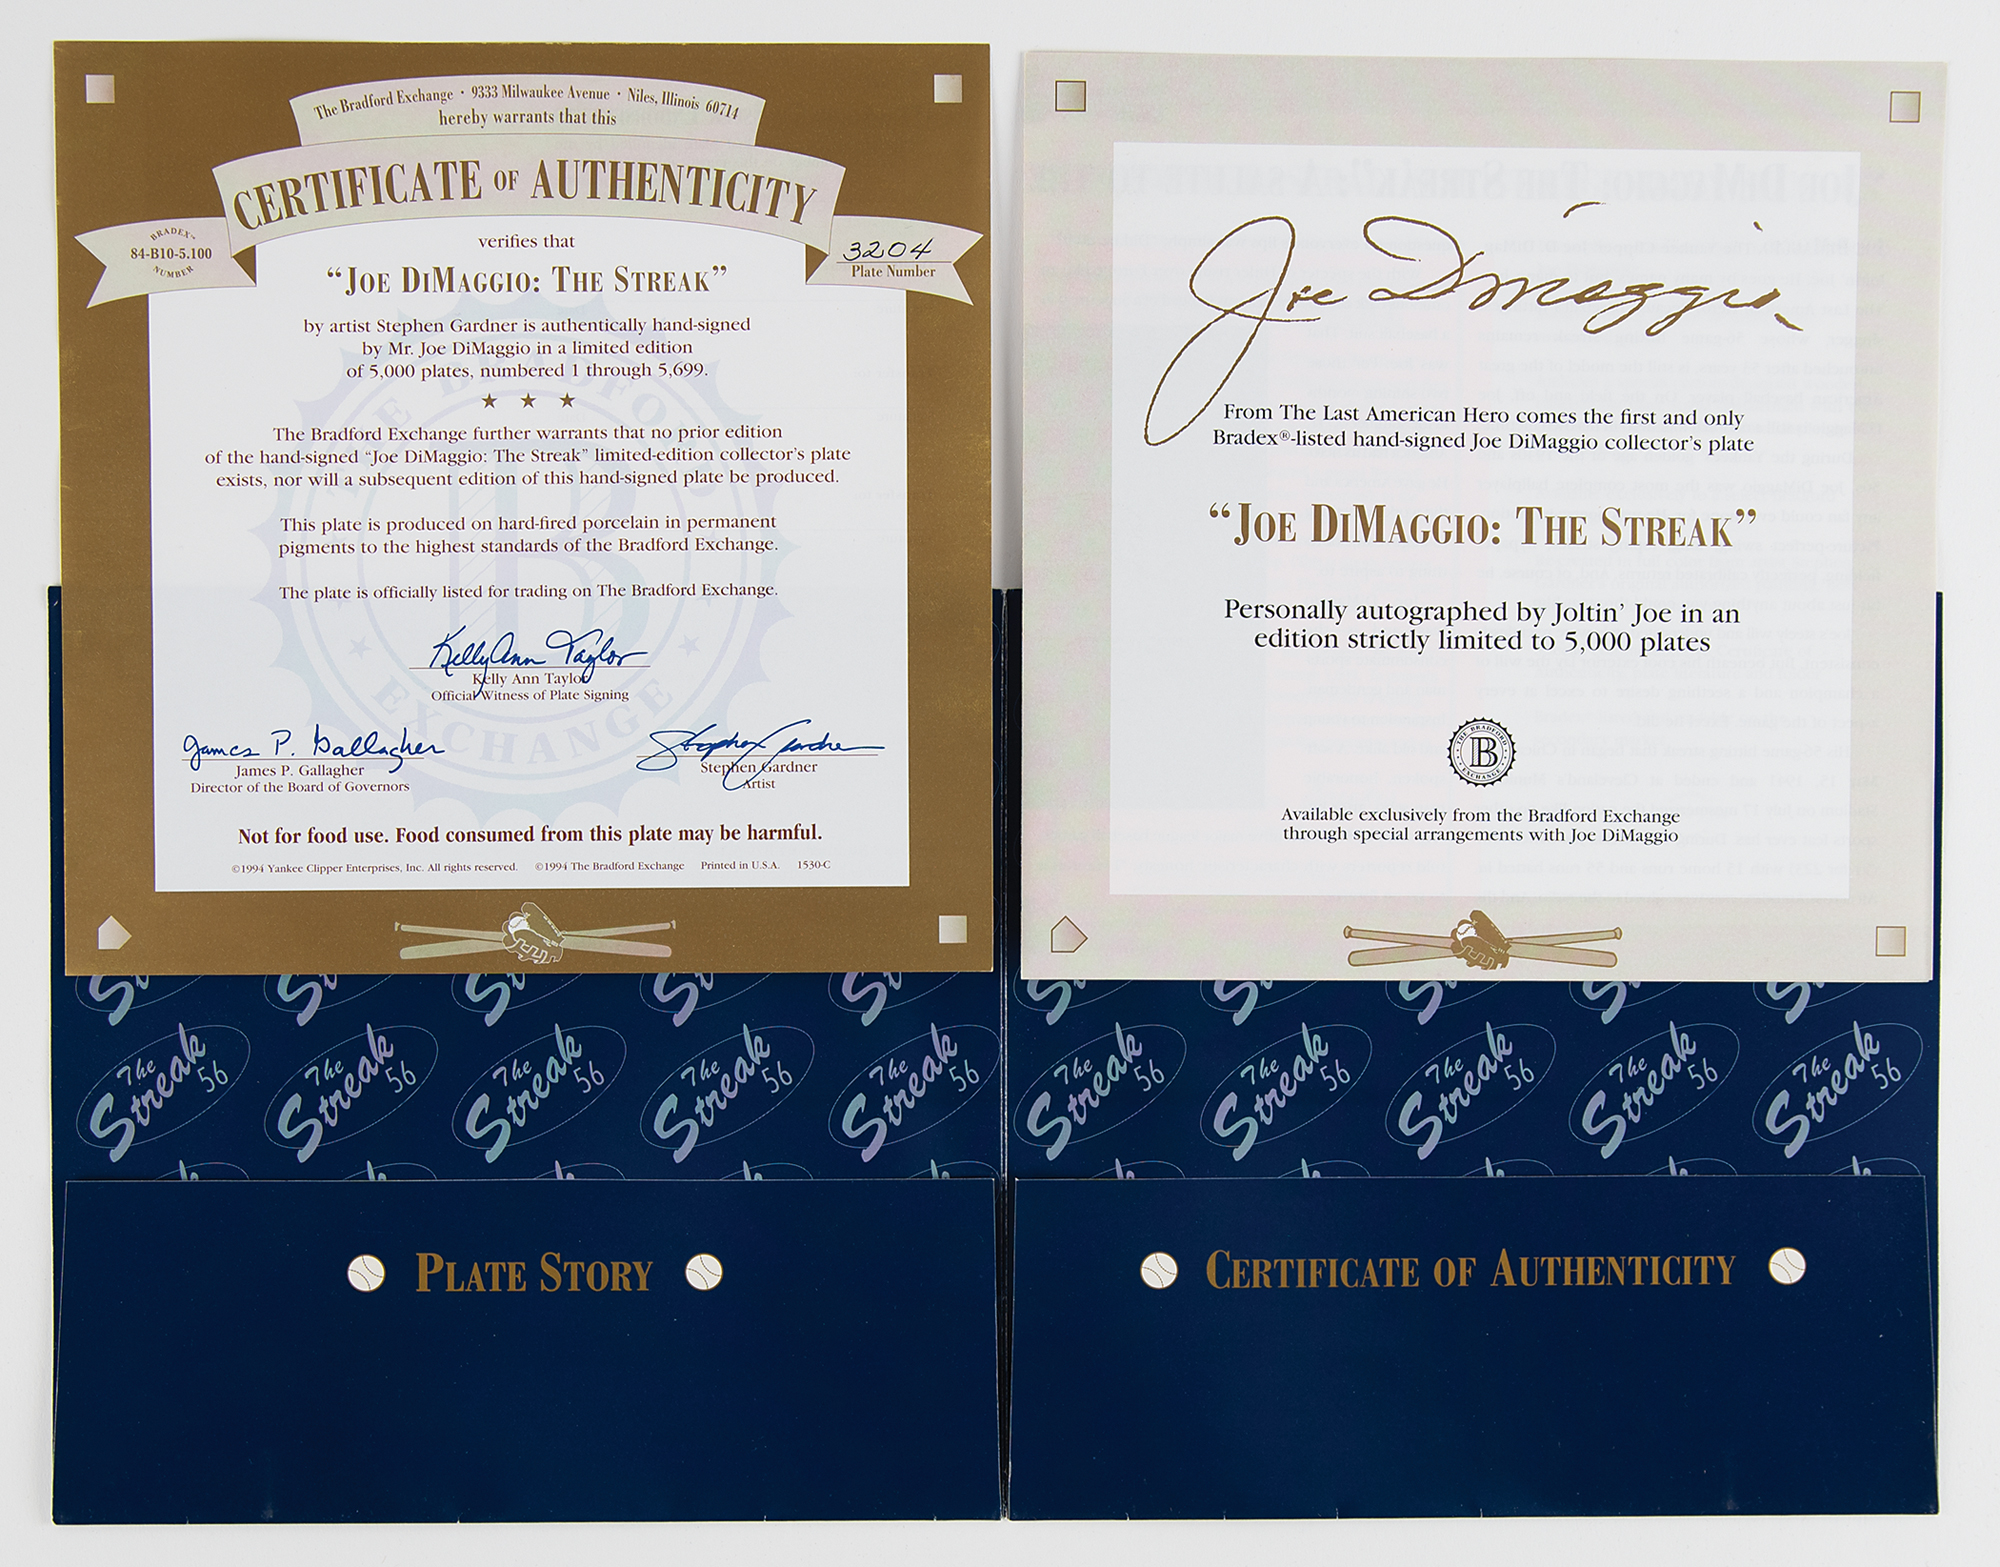 The Bradford Exchange · 9333 Milwaukee Avenue · Niles, Illinois 60714
hereby warrants that this
CERTIFICATE OF AUTHENTICITY
BRADEX™
84-B10-5.100
NUMBER
3204
Plate Number
verifies that
“JOE DIMAGGIO: THE STREAK”
by artist Stephen Gardner is authentically hand-signed
by Mr. Joe DiMaggio in a limited edition
of 5,000 plates, numbered 1 through 5,699.
The Bradford Exchange further warrants that no prior edition
of the hand-signed “Joe DiMaggio: The Streak” limited-edition collector's plate
exists, nor will a subsequent edition of this hand-signed plate be produced.
This plate is produced on hard-fired porcelain in permanent
pigments to the highest standards of the Bradford Exchange.
The plate is officially listed for trading on The Bradford Exchange.
THE BRADFORD
B
EXCHANGE
Kelly Ann Taylor
Kelly Ann Taylor
Official Witness of Plate Signing
James P. Gallagher
James P. Gallagher
Director of the Board of Governors
Stephen Gardner
Stephen Gardner
Artist
Not for food use. Food consumed from this plate may be harmful.
©1994 Yankee Clipper Enterprises, Inc. All rights reserved. ©1994 The Bradford Exchange Printed in U.S.A. 1530-C
Joe DiMaggio
From The Last American Hero comes the first and only
Bradex®-listed hand-signed Joe DiMaggio collector's plate
“JOE DIMAGGIO: THE STREAK”
Personally autographed by Joltin' Joe in an
edition strictly limited to 5,000 plates
THE BRADFORD
B
EXCHANGE
Available exclusively from the Bradford Exchange
through special arrangements with Joe DiMaggio
The Streak 56
The Streak 56
The Streak 56
The Streak 56
The Streak 56
The Streak 56
The Streak 56
The Streak 56
The Streak 56
The Streak 56
PLATE STORY
CERTIFICATE OF AUTHENTICITY